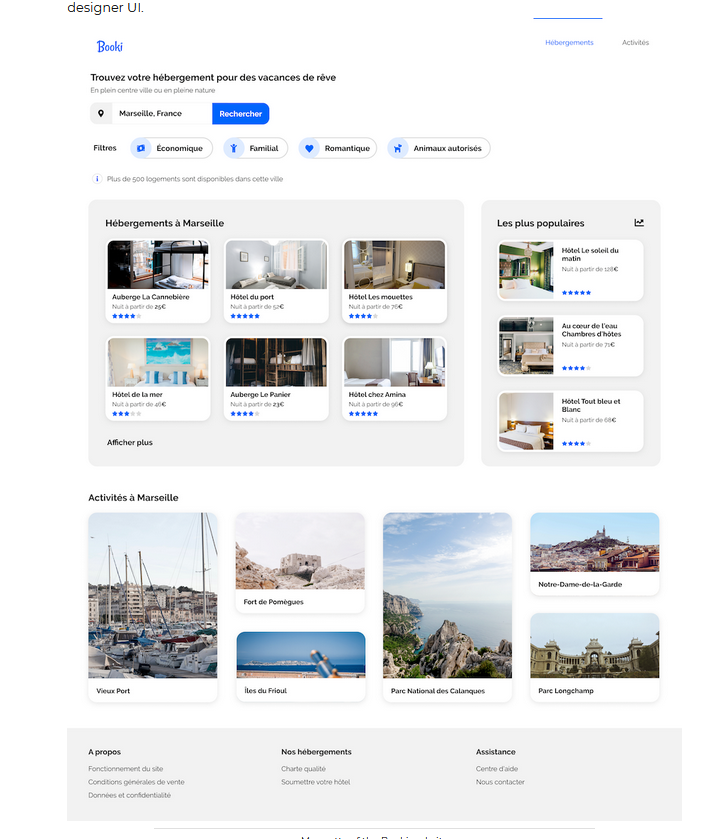 designer UI.
Booki
Hébergements
Activités
Trouvez votre hébergement pour des vacances de rêve
En plein centre ville ou en pleine nature
Marseille, France
Rechercher
Filtres
Économique
Familial
Romantique
Animaux autorisés
Plus de 500 logements sont disponibles dans cette ville
Hébergements à Marseille
Auberge La Cannebière
Nuit à partir de 25€
Hôtel du port
Nuit à partir de 52€
Hôtel Les mouettes
Nuit à partir de 76€
Hôtel de la mer
Nuit à partir de 46€
Auberge Le Panier
Nuit à partir de 23€
Hôtel chez Amina
Nuit à partir de 96€
Afficher plus
Les plus populaires
Hôtel Le soleil du
matin
Nuit à partir de 128€
Au cœur de l'eau
Chambres d'hôtes
Nuit à partir de 71€
Hôtel Tout bleu et
Blanc
Nuit à partir de 68€
Activités à Marseille
Vieux Port
Fort de Pomègues
Îles du Frioul
Parc National des Calanques
Notre-Dame-de-la-Garde
Parc Longchamp
A propos
Fonctionnement du site
Conditions générales de vente
Données et confidentialité
Nos hébergements
Charte qualité
Soumettre votre hôtel
Assistance
Centre d'aide
Nous contacter